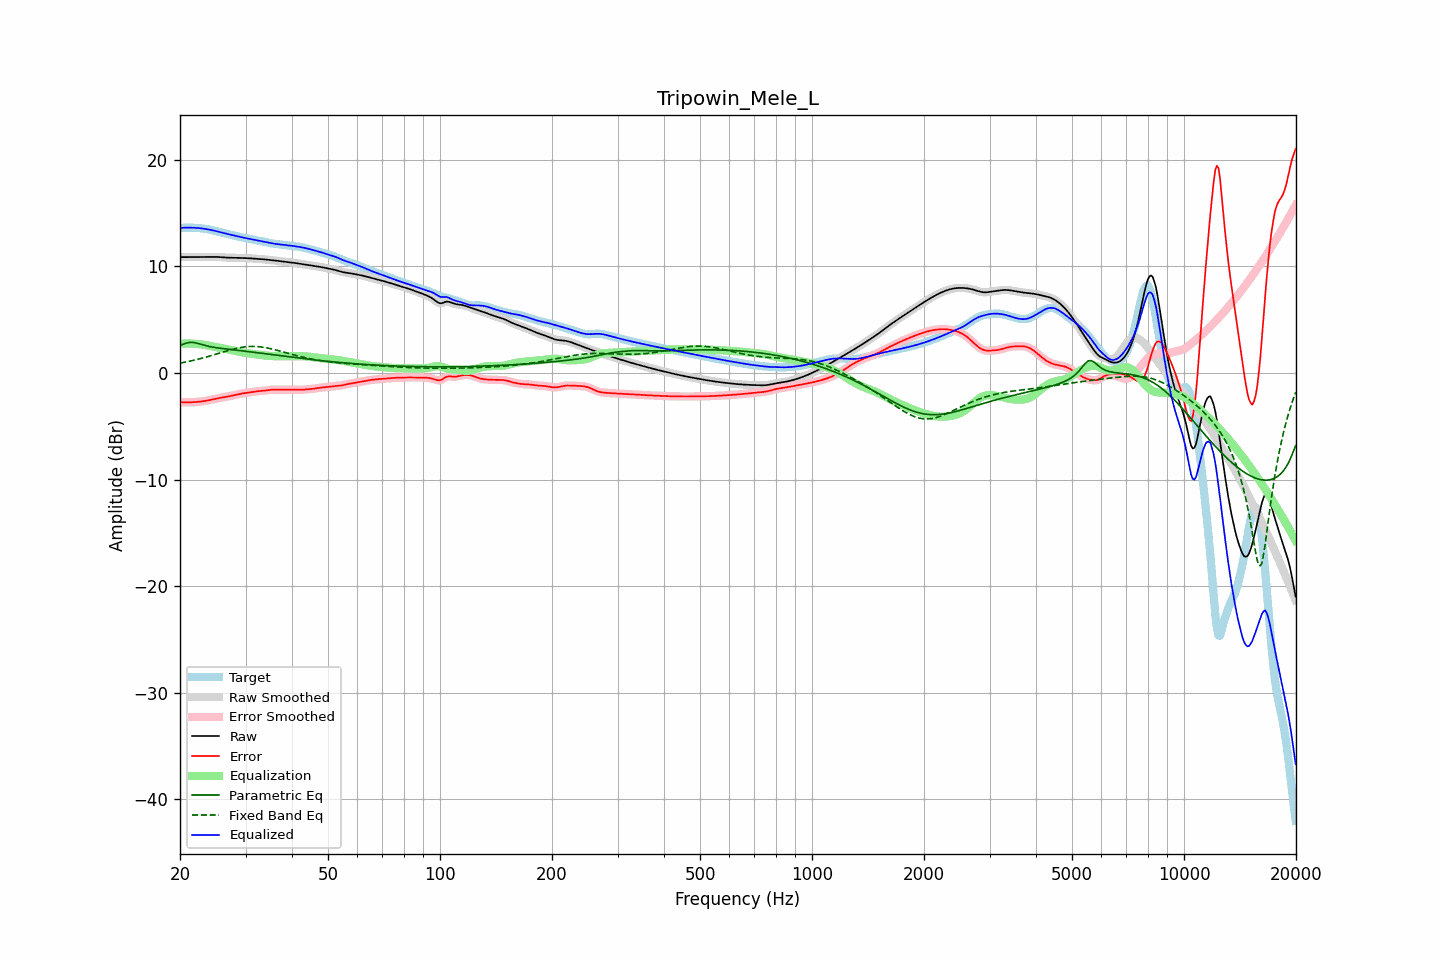 Tripowin_Mele_L
20
10
0
−10
−20
−30
−40
Amplitude (dBr)
Target
Raw Smoothed
Error Smoothed
Raw
Error
Equalization
Parametric Eq
Fixed Band Eq
Equalized
20 50 100 200 500 1000 2000 5000 10000 20000
Frequency (Hz)